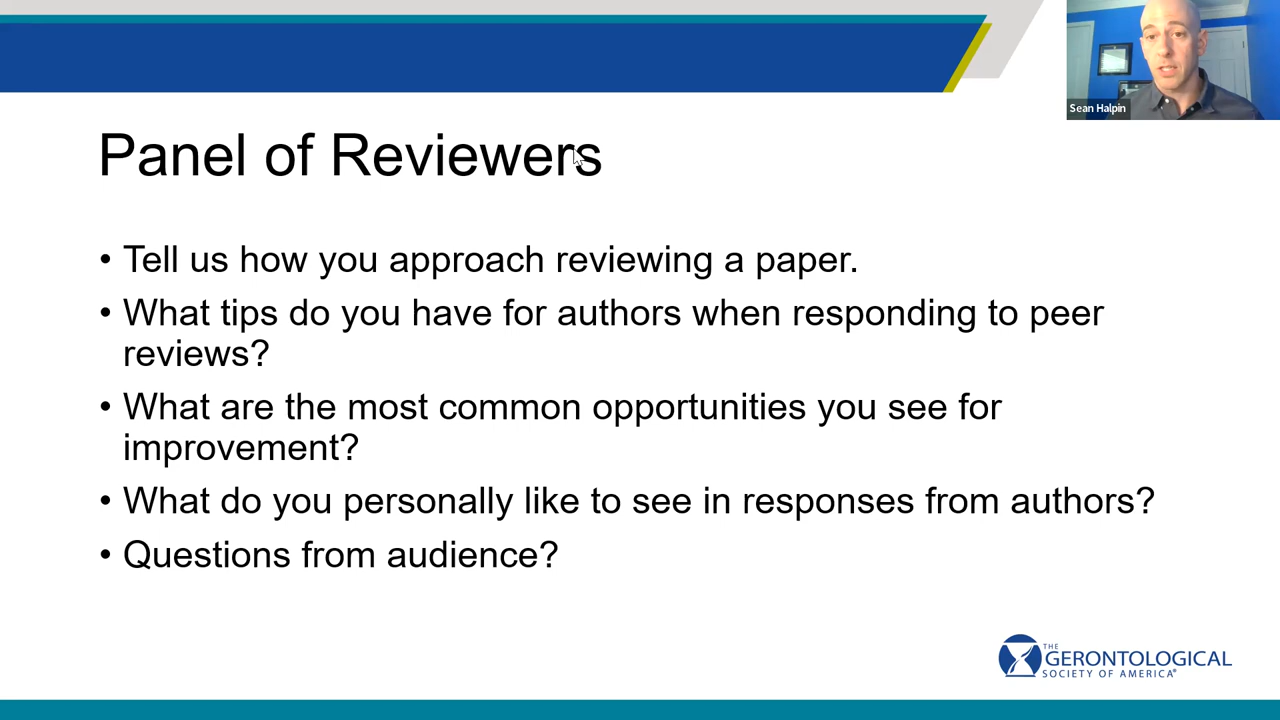 Sean Halpin
Panel of Reviewers
• Tell us how you approach reviewing a paper.
• What tips do you have for authors when responding to peer
reviews?
• What are the most common opportunities you see for
improvement?
• What do you personally like to see in responses from authors?
• Questions from audience?
THE
GERONTOLOGICAL
SOCIETY OF AMERICA®